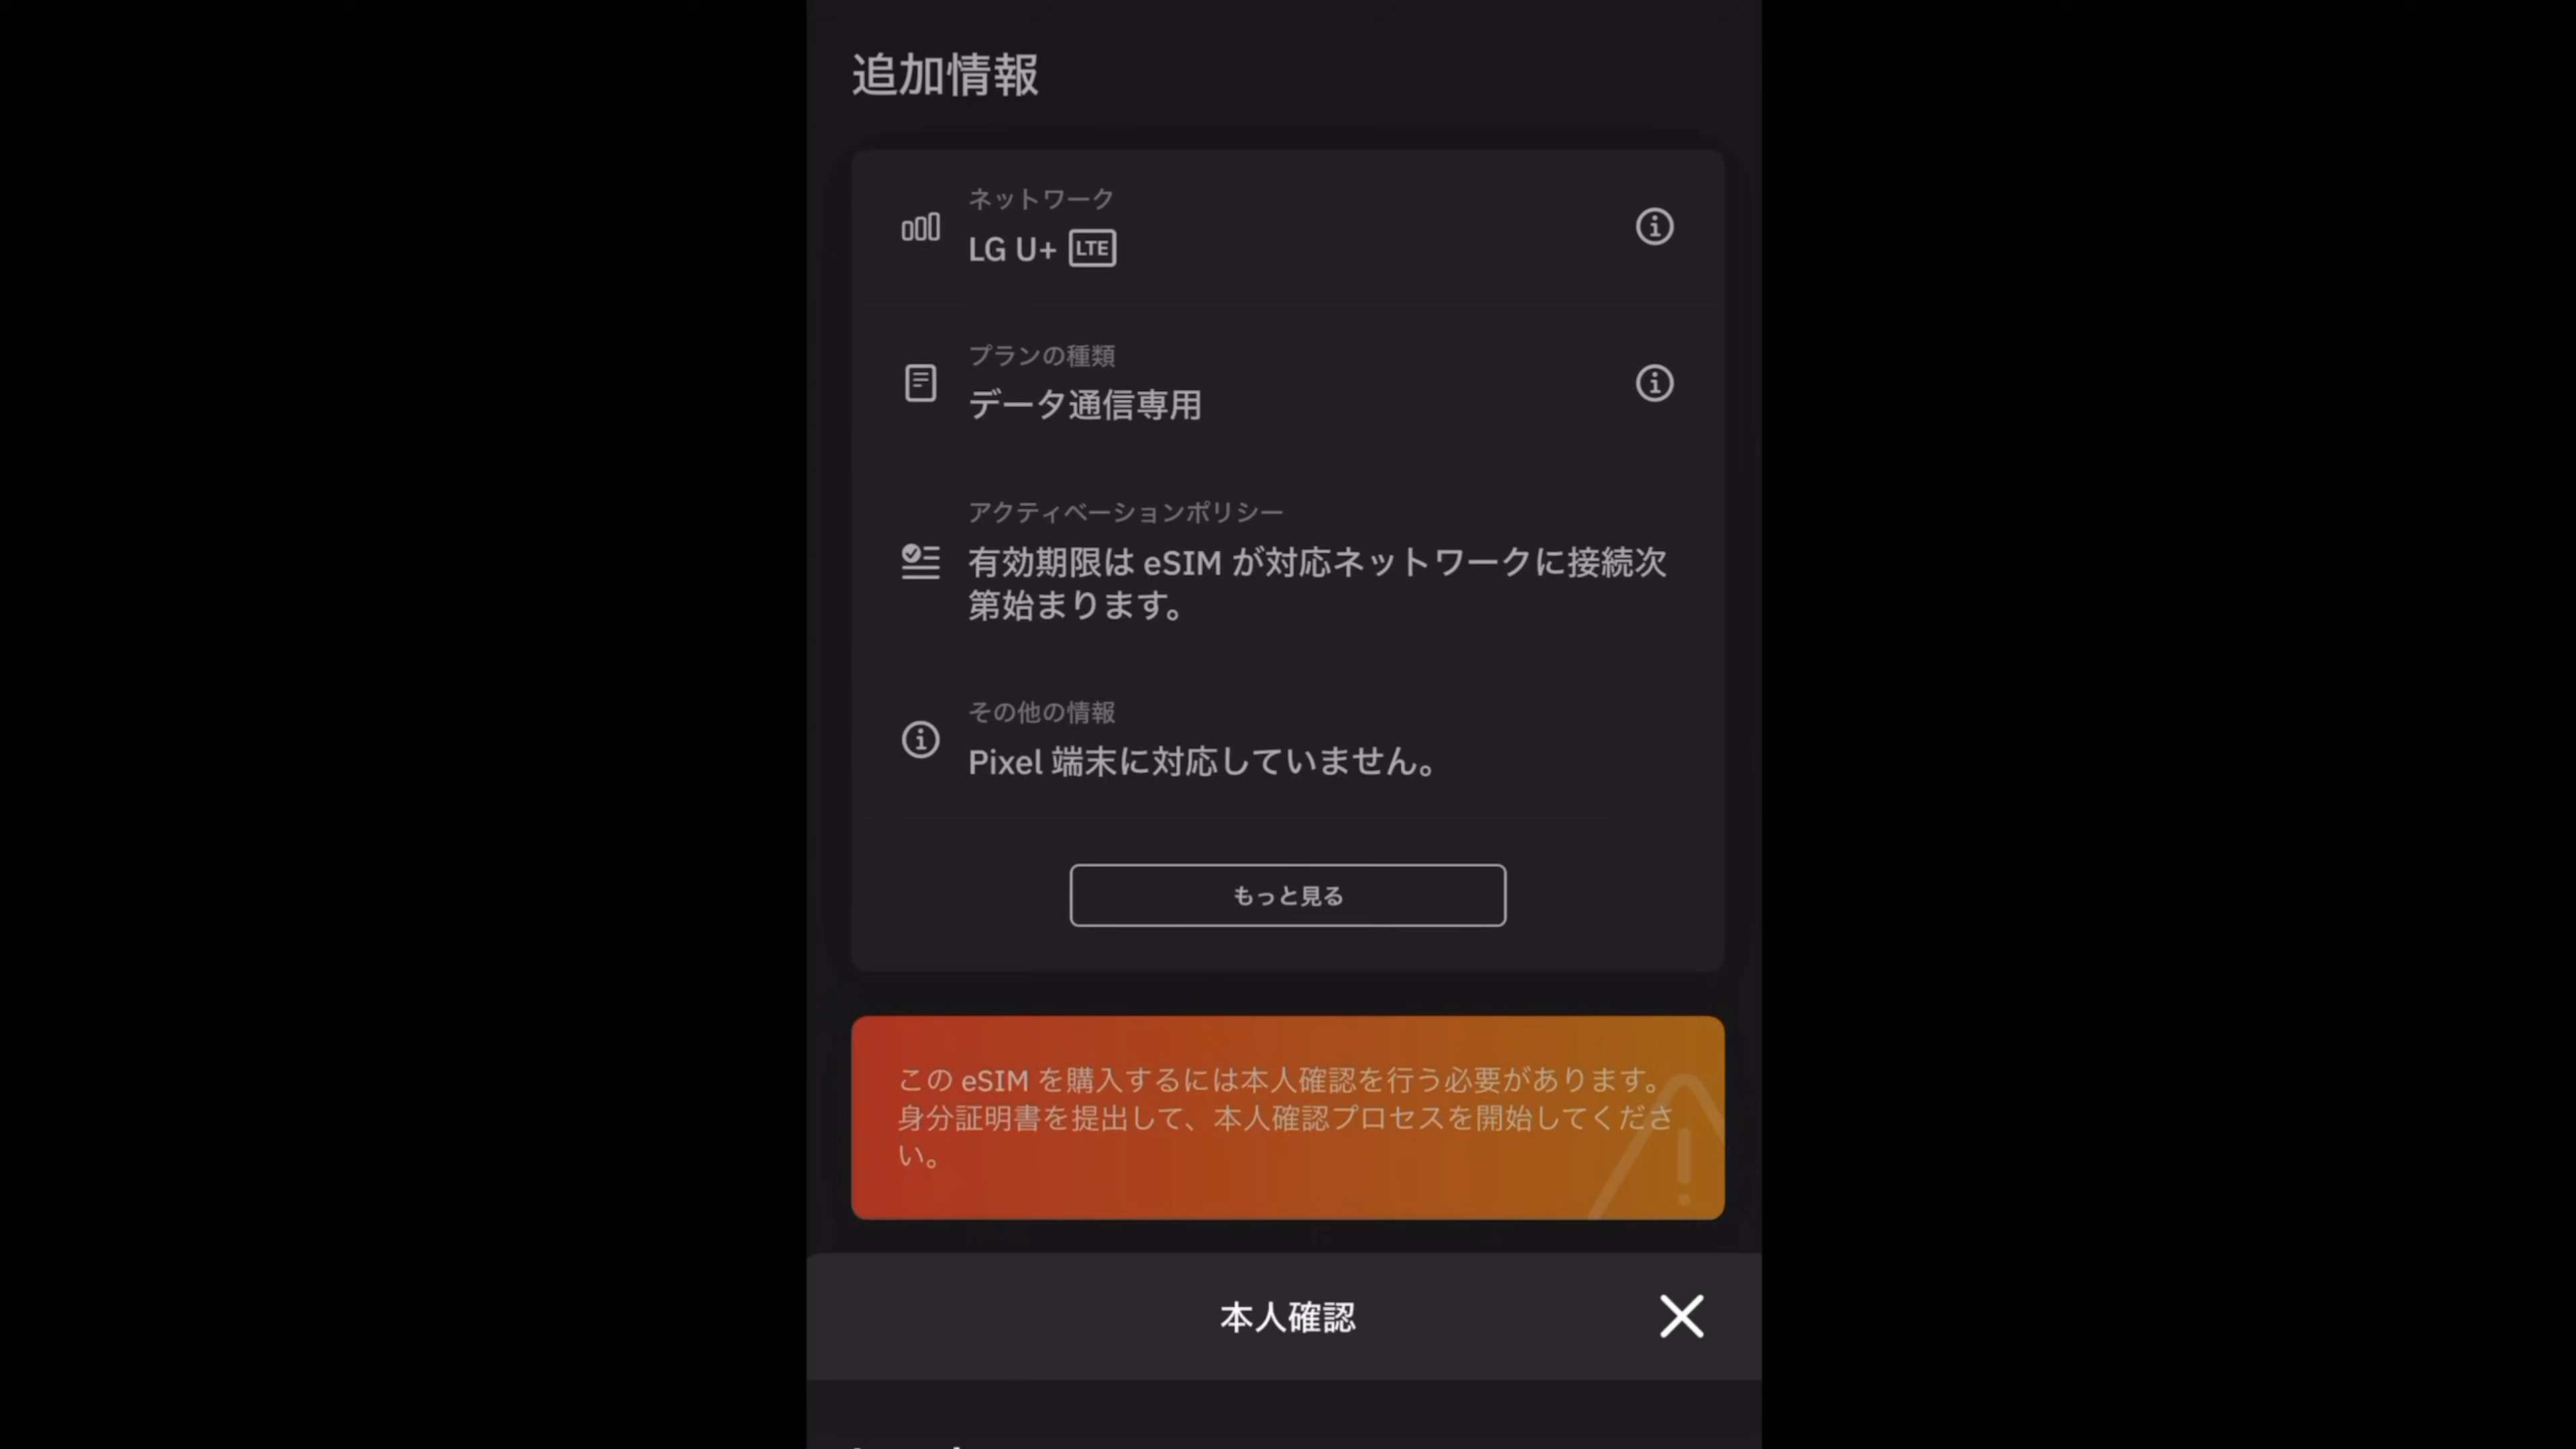 追加情報
ネットワーク
LG U+ LTE
プランの種類
データ通信専用
アクティベーションポリシー
有効期限は eSIM が対応ネットワークに接続次
第始まります。
その他の情報
Pixel 端末に対応していません。
もっと見る
この eSIM を購入するには本人確認を行う必要があります。
身分証明書を提出して、本人確認プロセスを開始してくださ
い。
本人確認